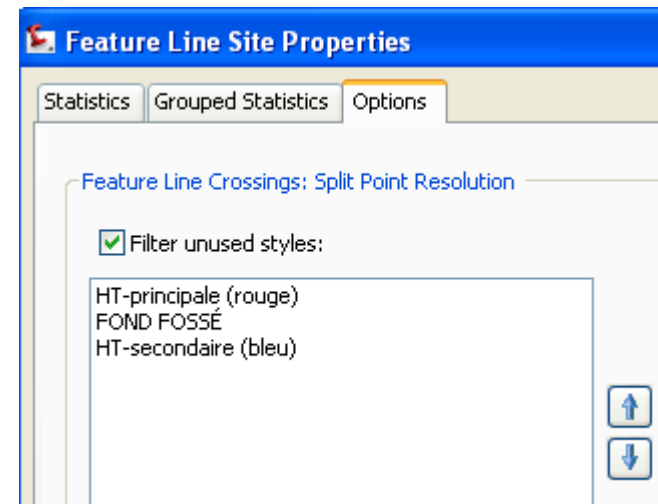 Feature Line Site Properties
Statistics Grouped Statistics Options
Feature Line Crossings: Split Point Resolution
Filter unused styles:
HT-principale (rouge)
FOND FOSSÉ
HT-secondaire (bleu)